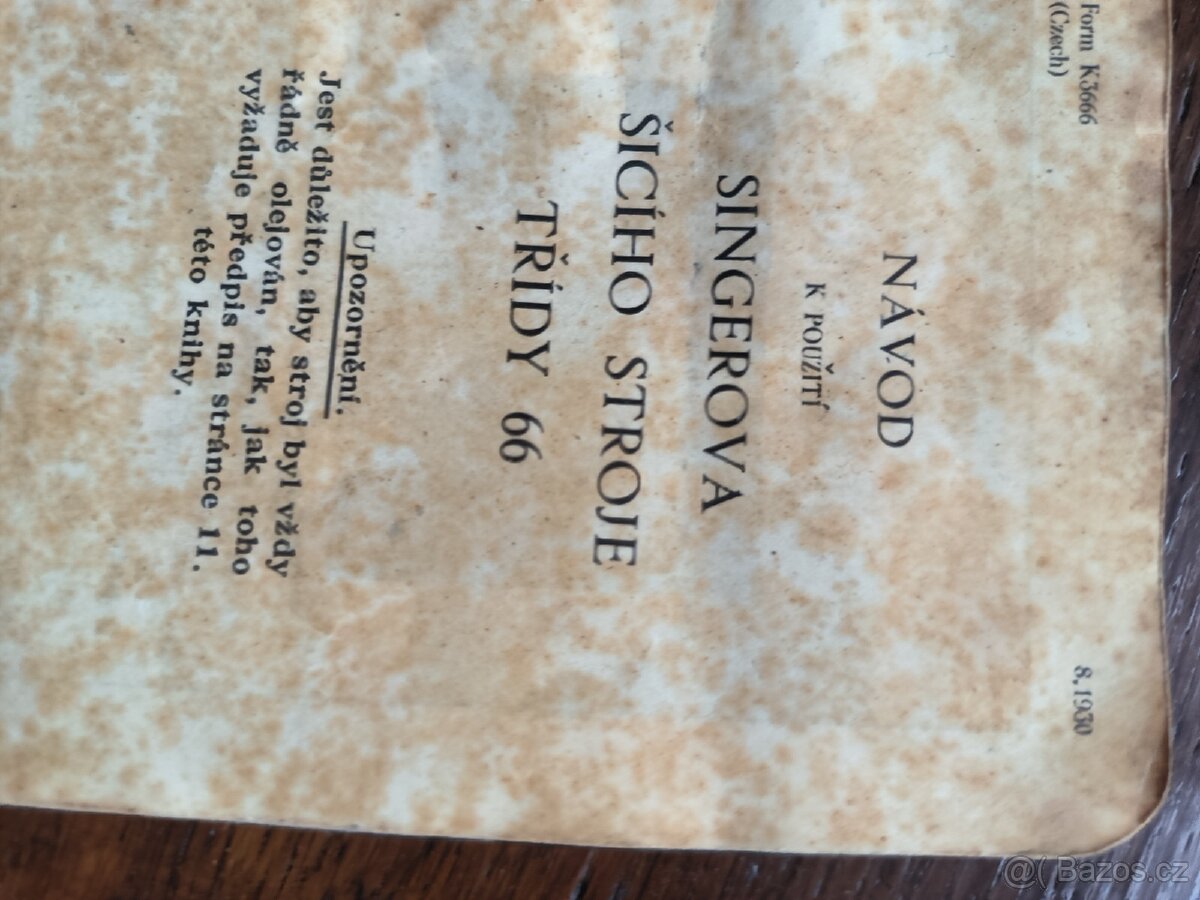 Form K3666
(Czech)
8.1930
NÁVOD
K POUŽITÍ
SINGEROVA
ŠICÍHO STROJE
TŘÍDY 66
Upozornění.
Jest důležito, aby stroj byl vždy
řádně olejován, tak, jak toho
vyžaduje předpis na stránce 11.
této knihy.
@( Bazos.cz